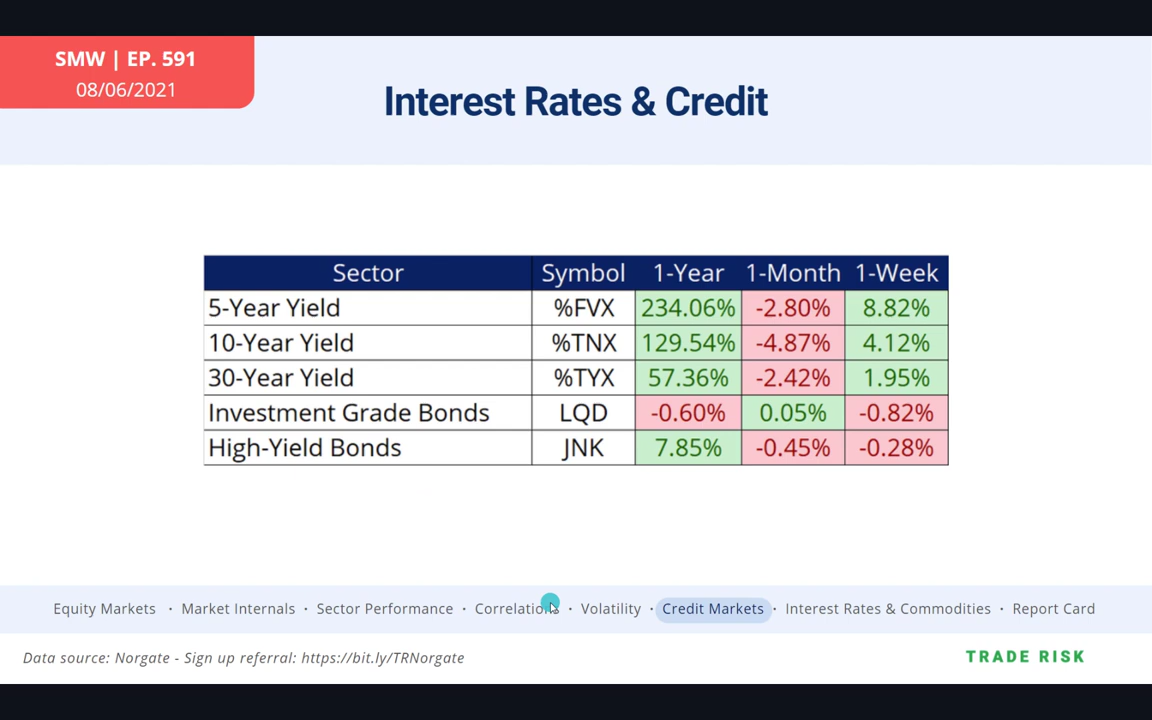 SMW | EP. 591
08/06/2021
Interest Rates & Credit
Sector Symbol 1-Year 1-Month 1-Week
5-Year Yield %FVX 234.06% -2.80% 8.82%
10-Year Yield %TNX 129.54% -4.87% 4.12%
30-Year Yield %TYX 57.36% -2.42% 1.95%
Investment Grade Bonds LQD -0.60% 0.05% -0.82%
High-Yield Bonds JNK 7.85% -0.45% -0.28%
Equity Markets · Market Internals · Sector Performance · Correlations · Volatility · Credit Markets · Interest Rates & Commodities · Report Card
Data source: Norgate - Sign up referral: https://bit.ly/TRNorgate
TRADE RISK